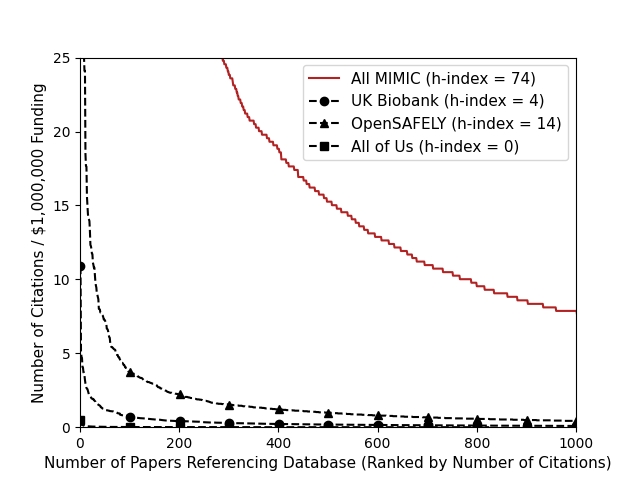 25
20
15
10
5
0
Number of Citations / $1,000,000 Funding
All MIMIC (h-index = 74)
UK Biobank (h-index = 4)
OpenSAFELY (h-index = 14)
All of Us (h-index = 0)
0 200 400 600 800 1000
Number of Papers Referencing Database (Ranked by Number of Citations)